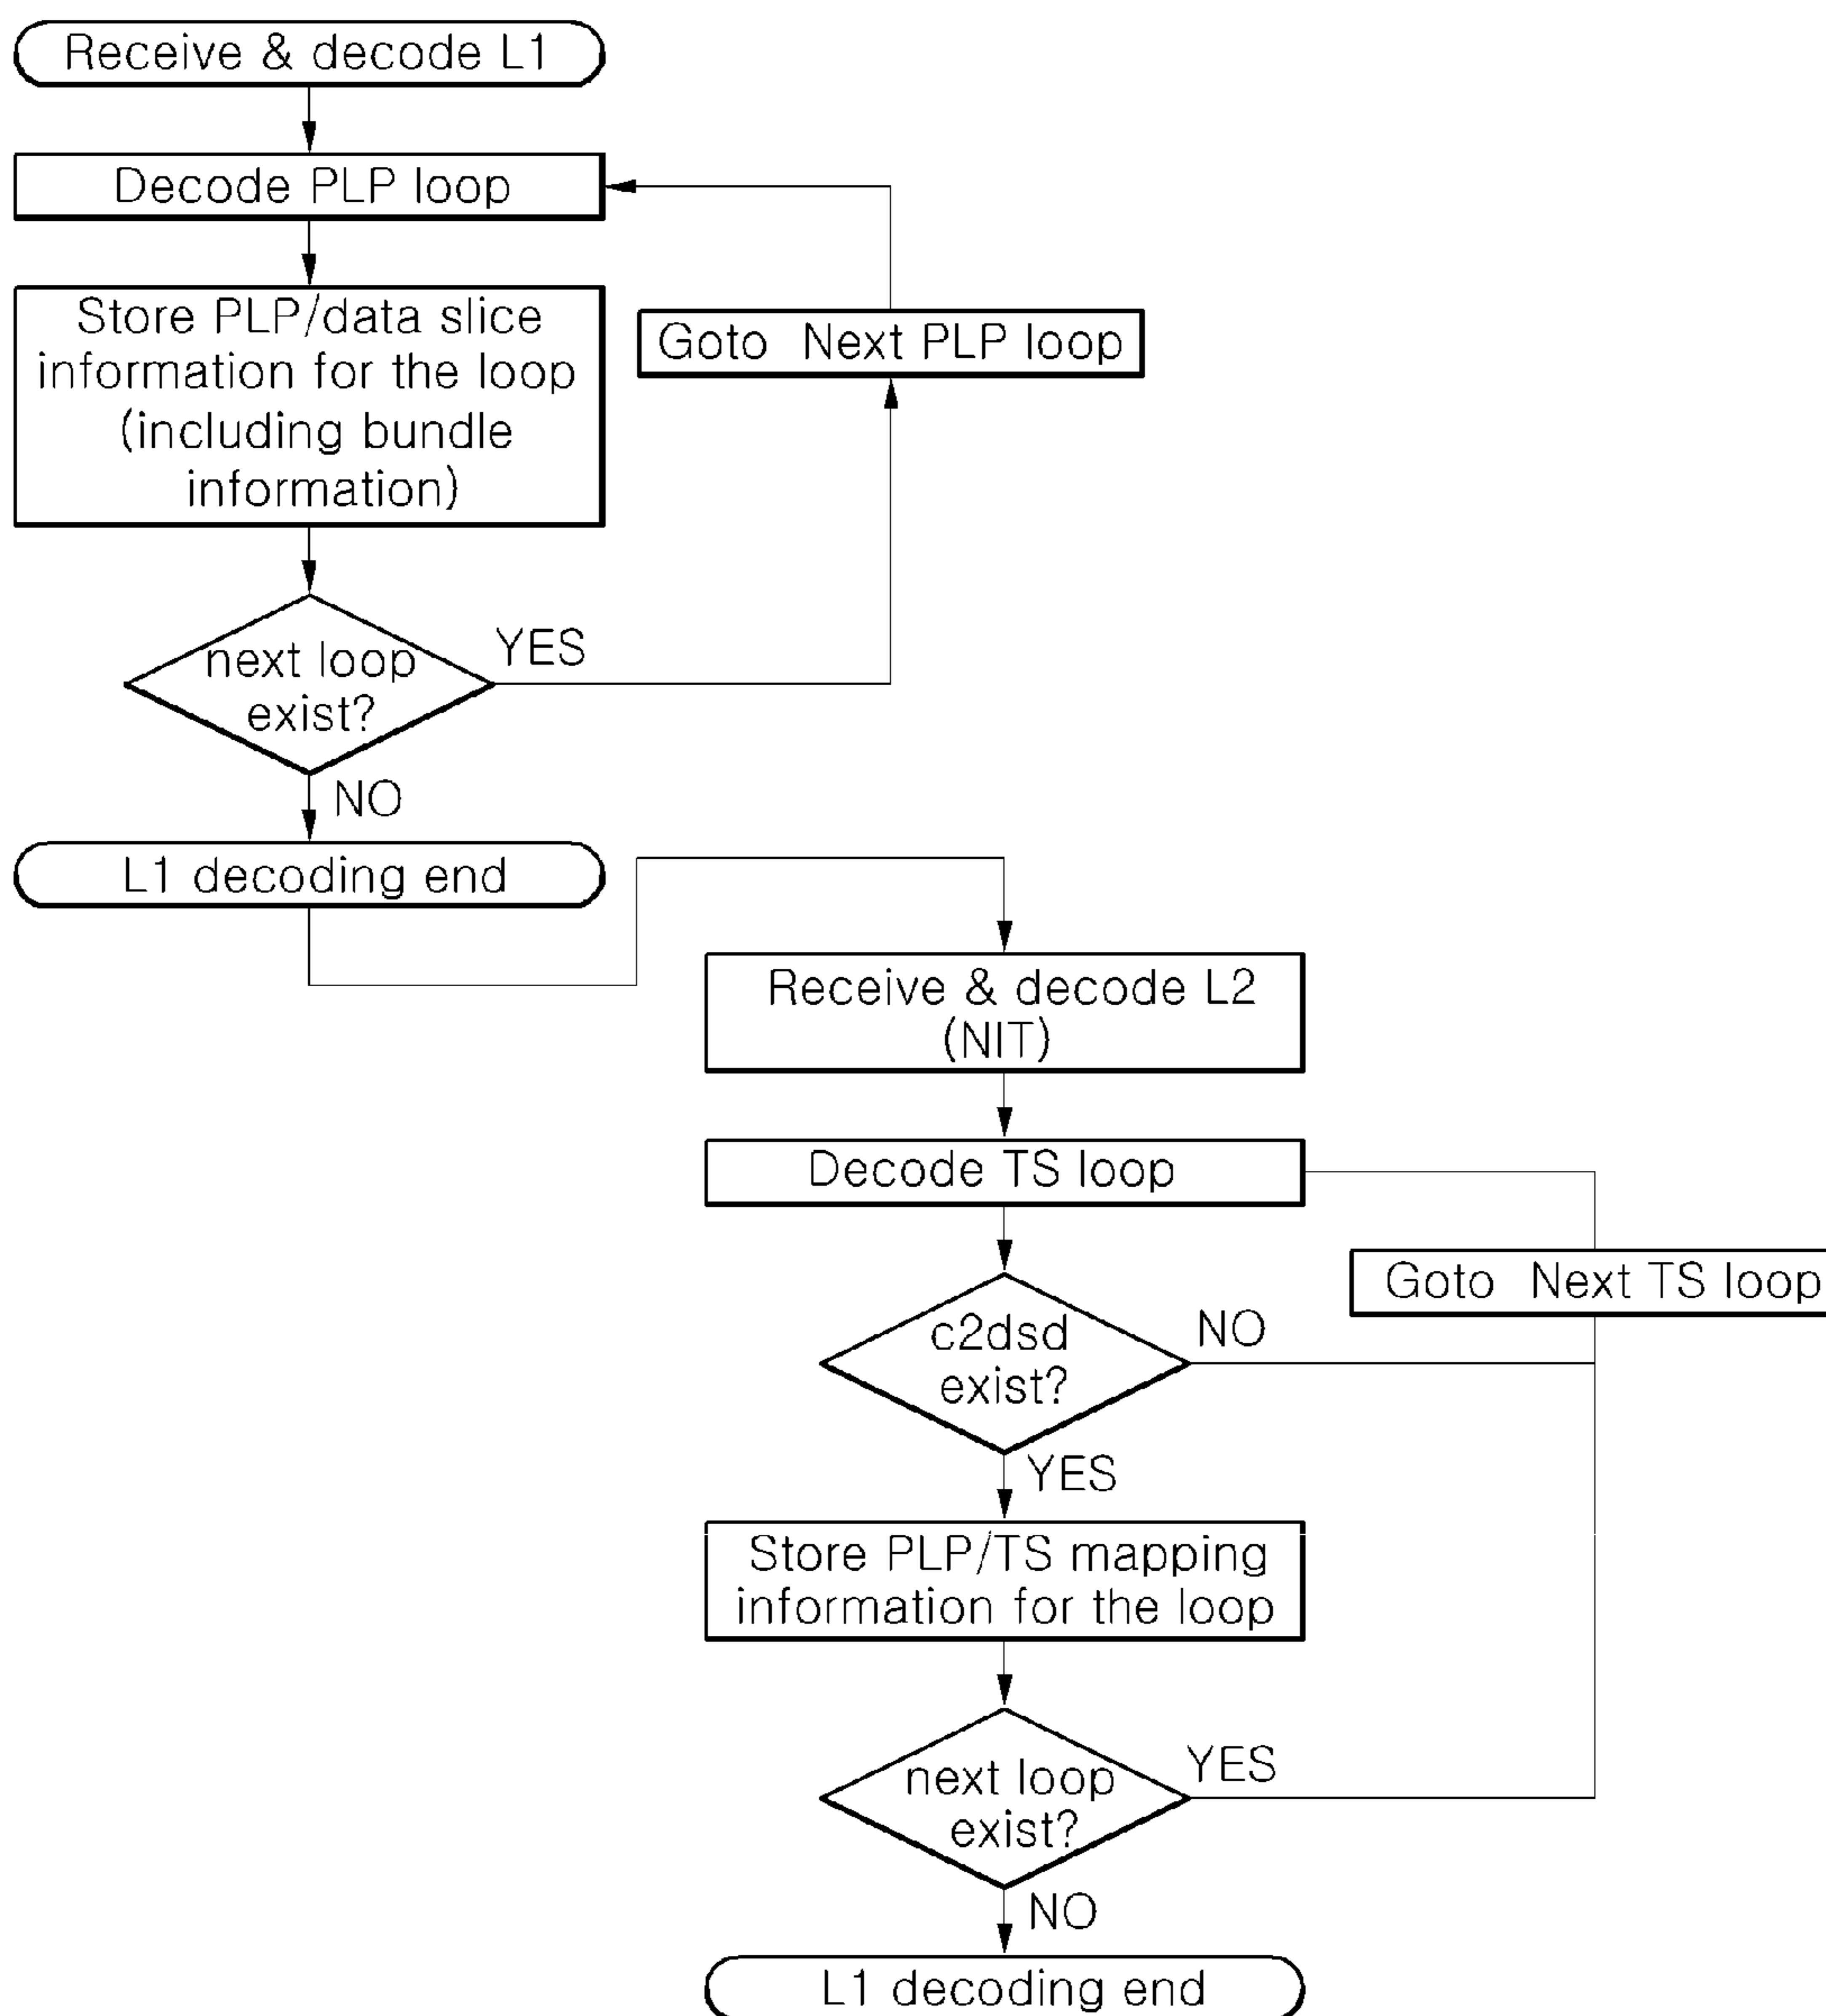 Receive & decode L1
Decode PLP loop
Store PLP/data slice
information for the loop
(including bundle
information)
Goto Next PLP loop
next loop
exist?
YES
NO
L1 decoding end
Receive & decode L2
(NIT)
Decode TS loop
Goto Next TS loop
c2dsd
exist?
NO
YES
Store PLP/TS mapping
information for the loop
next loop
exist?
YES
NO
L1 decoding end